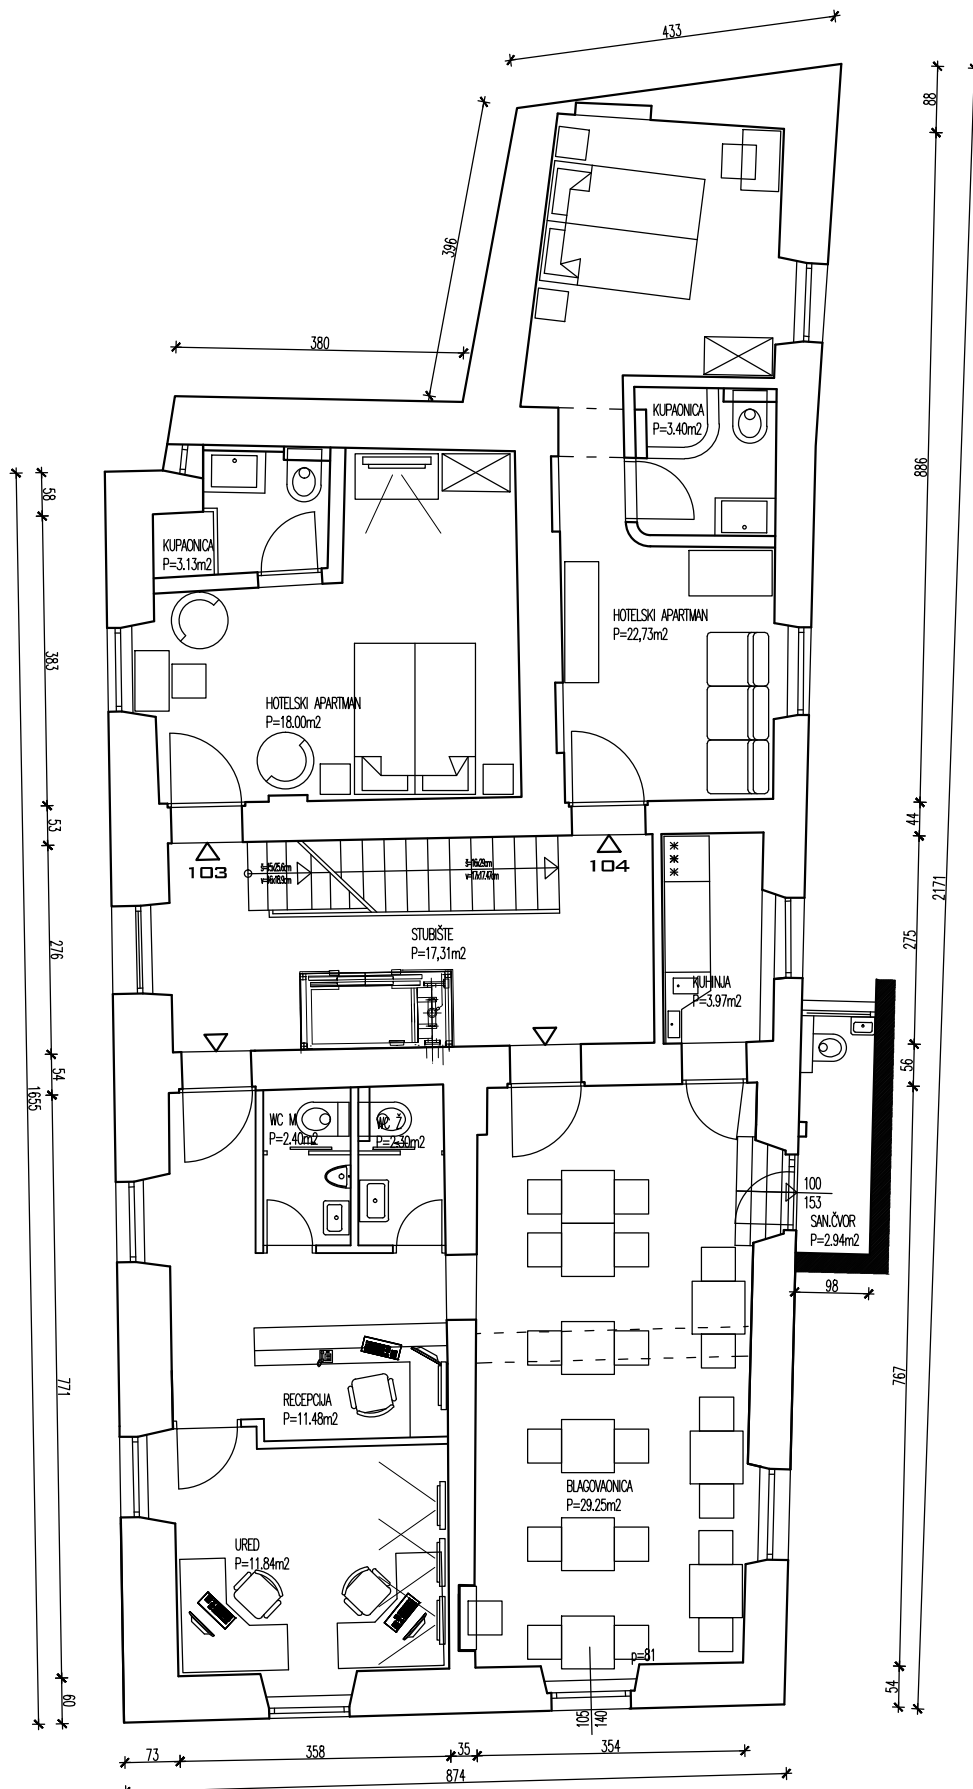 433
88
396
380
KUPAONICA
P=3.40m2
886
58
KUPAONICA
P=3.13m2
HOTELSKI APARTMAN
P=22,73m2
383
HOTELSKI APARTMAN
P=18.00m2
53
44
103
104
2171
STUBIŠTE
P=17,31m2
276
275
KUHINJA
P=3.97m2
54
56
1655
WC M
P=2.40m2
WC Ž
P=2.30m2
100
153
SAN.ČVOR
P=2.94m2
98
771
767
RECEPCIJA
P=11.48m2
BLAGOVAONICA
P=29.25m2
URED
P=11.84m2
p=81
60
54
105
140
73
358
35
354
874